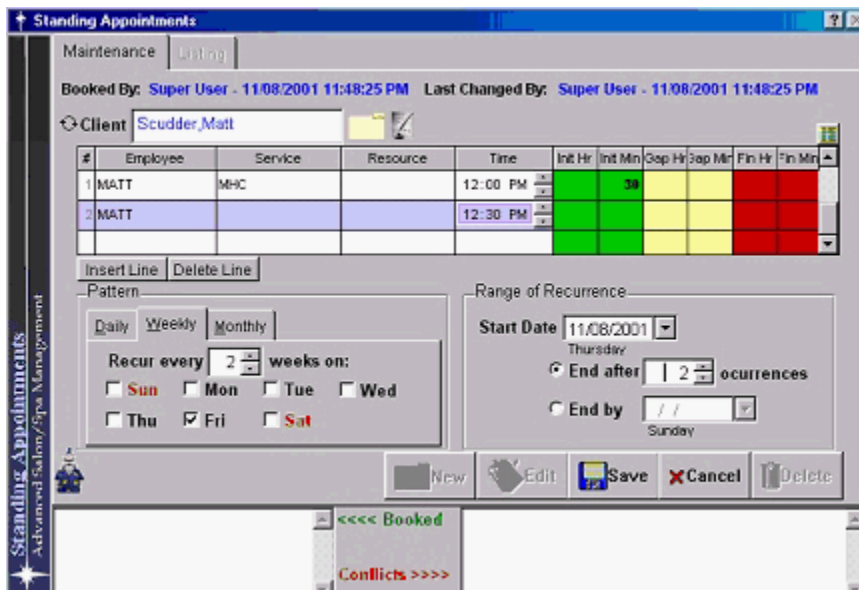 Standing Appointments
Maintenance Listing
Booked By: Super User - 11/08/2001 11:48:25 PM Last Changed By: Super User - 11/08/2001 11:48:25 PM
Client Scudder,Matt
# Employee Service Resource Time Init Hr Init Min Gap Hr Gap Min Fin Hr Fin Min
1 MATT MHC 12:00 PM 30
2 MATT 12:30 PM
Insert Line Delete Line
Pattern
Daily Weekly Monthly
Recur every 2 weeks on:
Sun Mon Tue Wed
Thu Fri Sat
Range of Recurrence
Start Date 11/08/2001
Thursday
End after 2 ocurrences
End by / /
Sunday
New Edit Save Cancel Delete
<<<< Booked
Conflicts >>>>
Standing Appointments
Advanced Salon/Spa Management